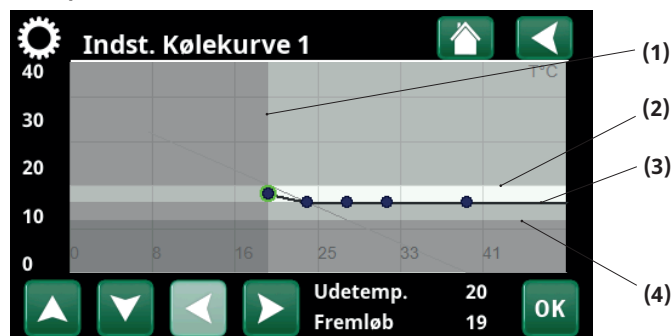 Indst. Kølekurve 1
(1)
40
T°C
(2)
30
(3)
20
10
0 8 16 25 33 41
0
(4)
Udetemp. 20
Fremløb 19
OK